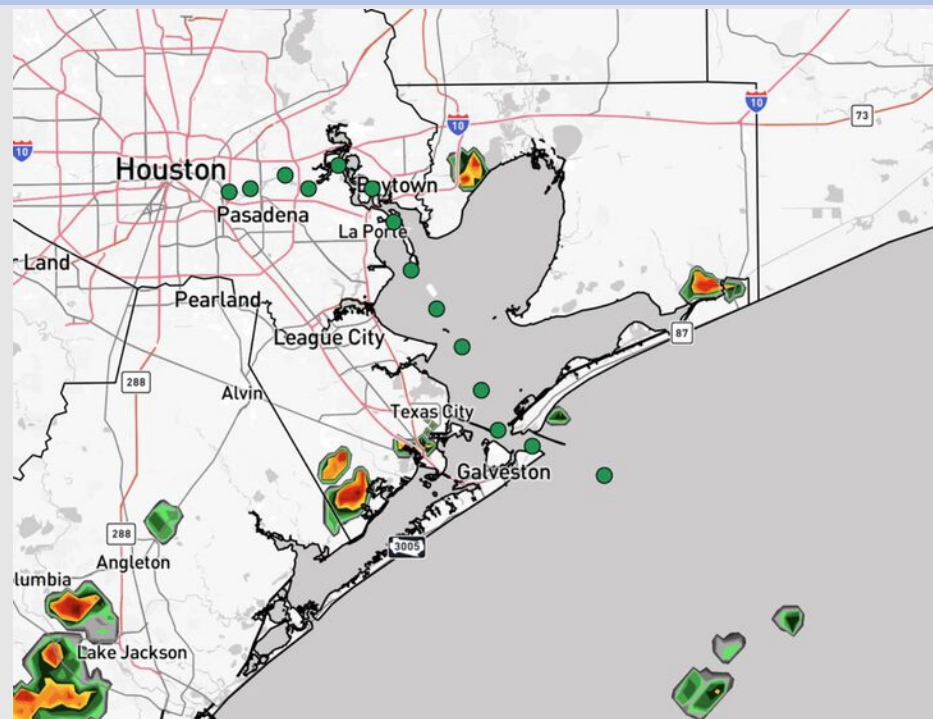 10
73
10
10
Houston
Baytown
Pasadena
La Porte
r Land
Pearland
87
League City
288
Alvin
Texas City
Galveston
288
3005
Angleton
olumbia
Lake Jackson